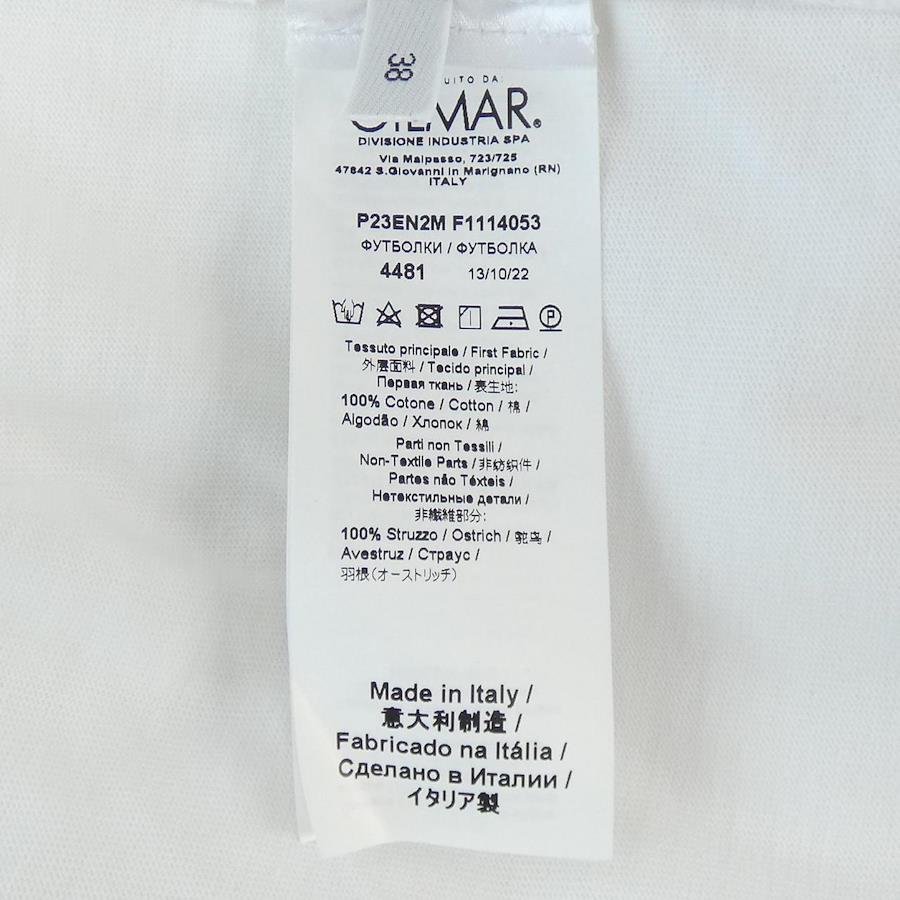 38
UITO DA:
MAR®
DIVISIONE INDUSTRIA SPA
Via Malpasso, 723/725
47842 S.Giovanni in Marignano (RN)
ITALY
P23EN2M F1114053
ФУТБОЛКИ / ФУТБОЛКА
4481 13/10/22
P
Tessuto principale / First Fabric /
外层面料 / Tecido principal /
Первая ткань / 表生地:
100% Cotone / Cotton / 棉 /
Algodão / Хлопок / 綿
Parti non Tessili /
Non-Textile Parts / 非纺织件 /
Partes não Têxteis /
Нетекстильные детали /
非繊維部分:
100% Struzzo / Ostrich / 鸵鸟 /
Avestruz / Страус /
羽根(オーストリッチ)
Made in Italy /
意大利制造 /
Fabricado na Itália /
Сделано в Италии /
イタリア製